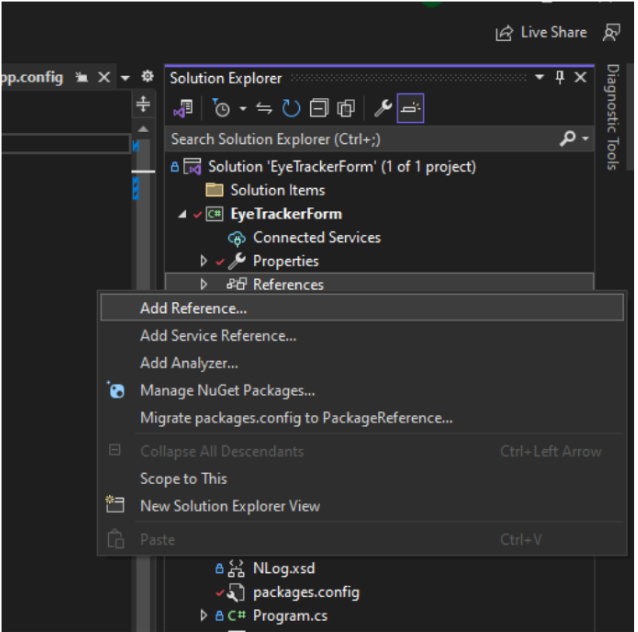 Live Share
pp.config
Solution Explorer
Diagnostic Tools
Search Solution Explorer (Ctrl+;)
Solution 'EyeTrackerForm' (1 of 1 project)
Solution Items
C# EyeTrackerForm
Connected Services
Properties
References
Add Reference...
Add Service Reference...
Add Analyzer...
Manage NuGet Packages...
Migrate packages.config to PackageReference...
Collapse All Descendants Ctrl+Left Arrow
Scope to This
New Solution Explorer View
Paste Ctrl+V
NLog.xsd
packages.config
C# Program.cs